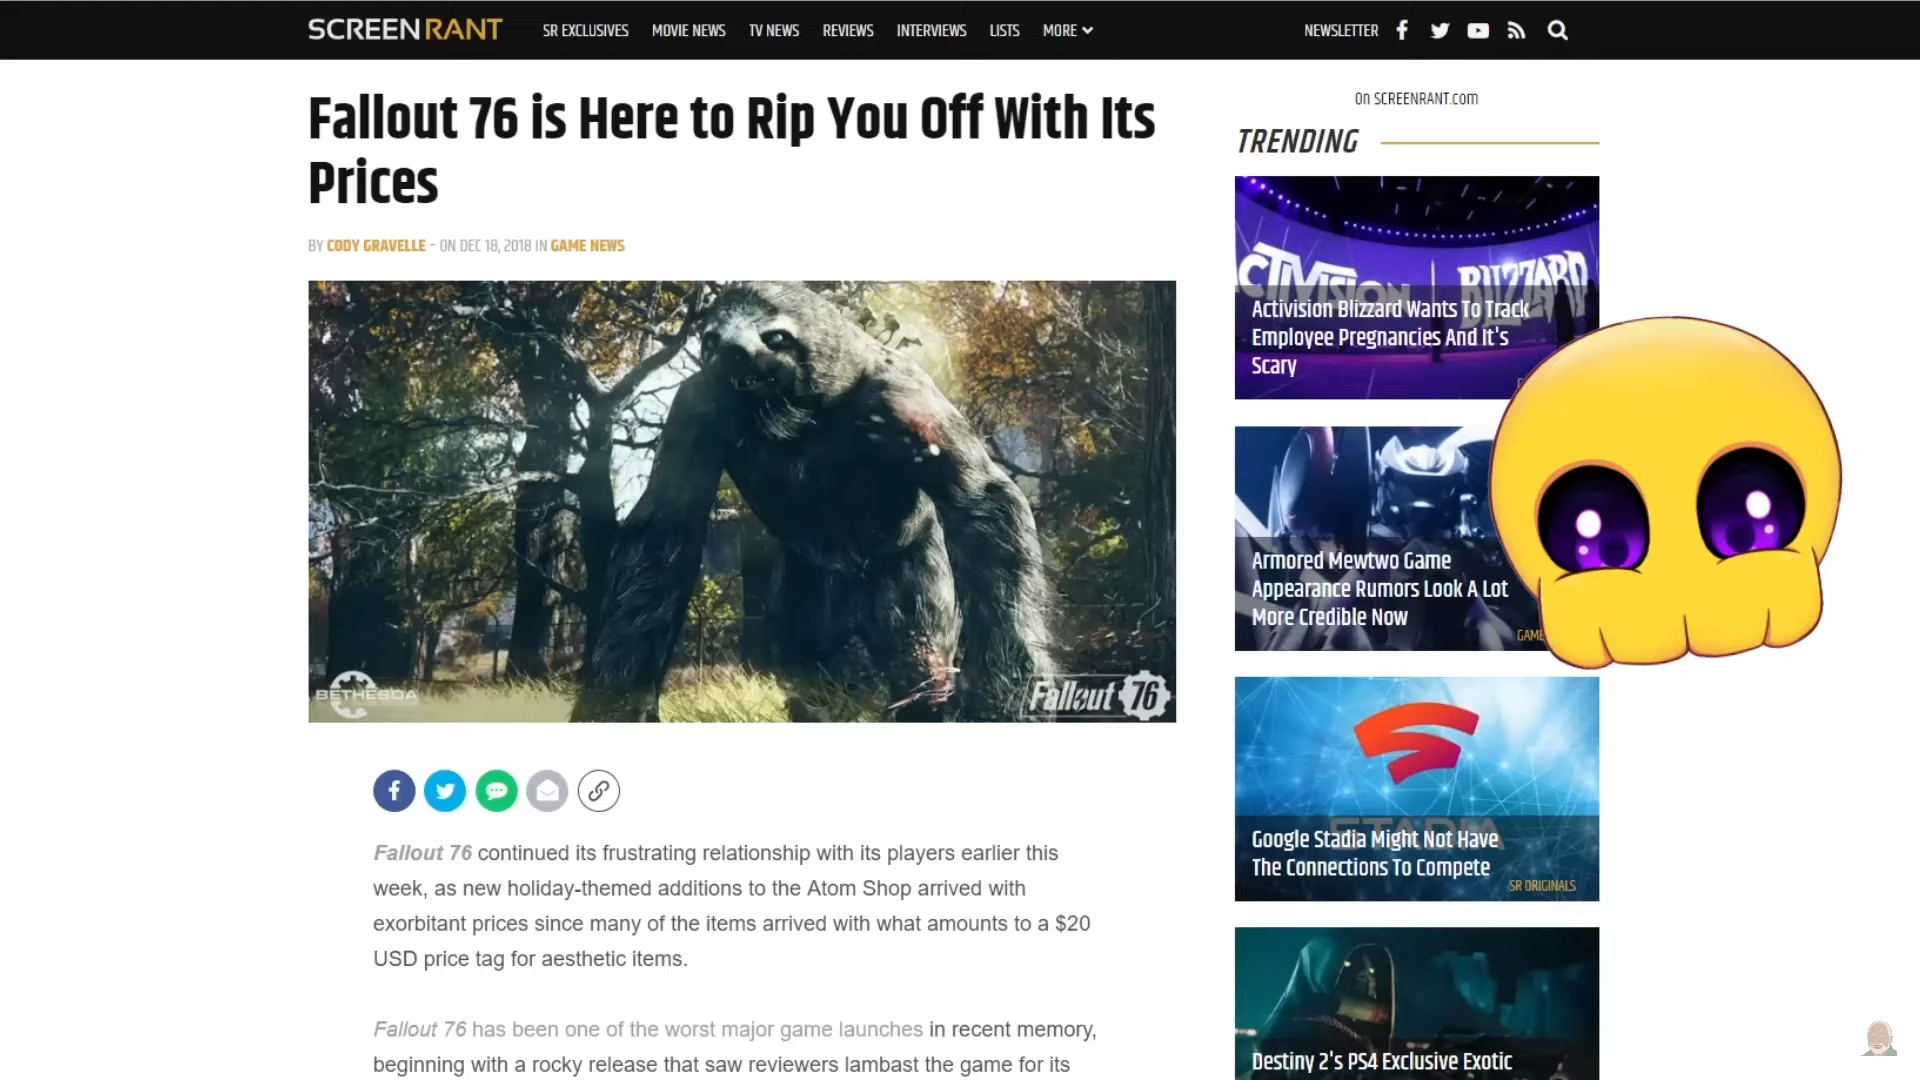 SCREENRANT
SR EXCLUSIVES MOVIE NEWS TV NEWS REVIEWS INTERVIEWS LISTS MORE
NEWSLETTER
Fallout 76 is Here to Rip You Off With Its
Prices
BY CODY GRAVELLE - ON DEC 18, 2018 IN GAME NEWS
BETHESDA
Fallout 76
Fallout 76 continued its frustrating relationship with its players earlier this
week, as new holiday-themed additions to the Atom Shop arrived with
exorbitant prices since many of the items arrived with what amounts to a $20
USD price tag for aesthetic items.
Fallout 76 has been one of the worst major game launches in recent memory,
beginning with a rocky release that saw reviewers lambast the game for its
On SCREENRANT.com
TRENDING
CTIVISION BLIZZARD
Activision Blizzard Wants To Track
Employee Pregnancies And It's
Scary
Armored Mewtwo Game
Appearance Rumors Look A Lot
More Credible Now
GAME
STADIA
Google Stadia Might Not Have
The Connections To Compete
SR ORIGINALS
Destiny 2's PS4 Exclusive Exotic